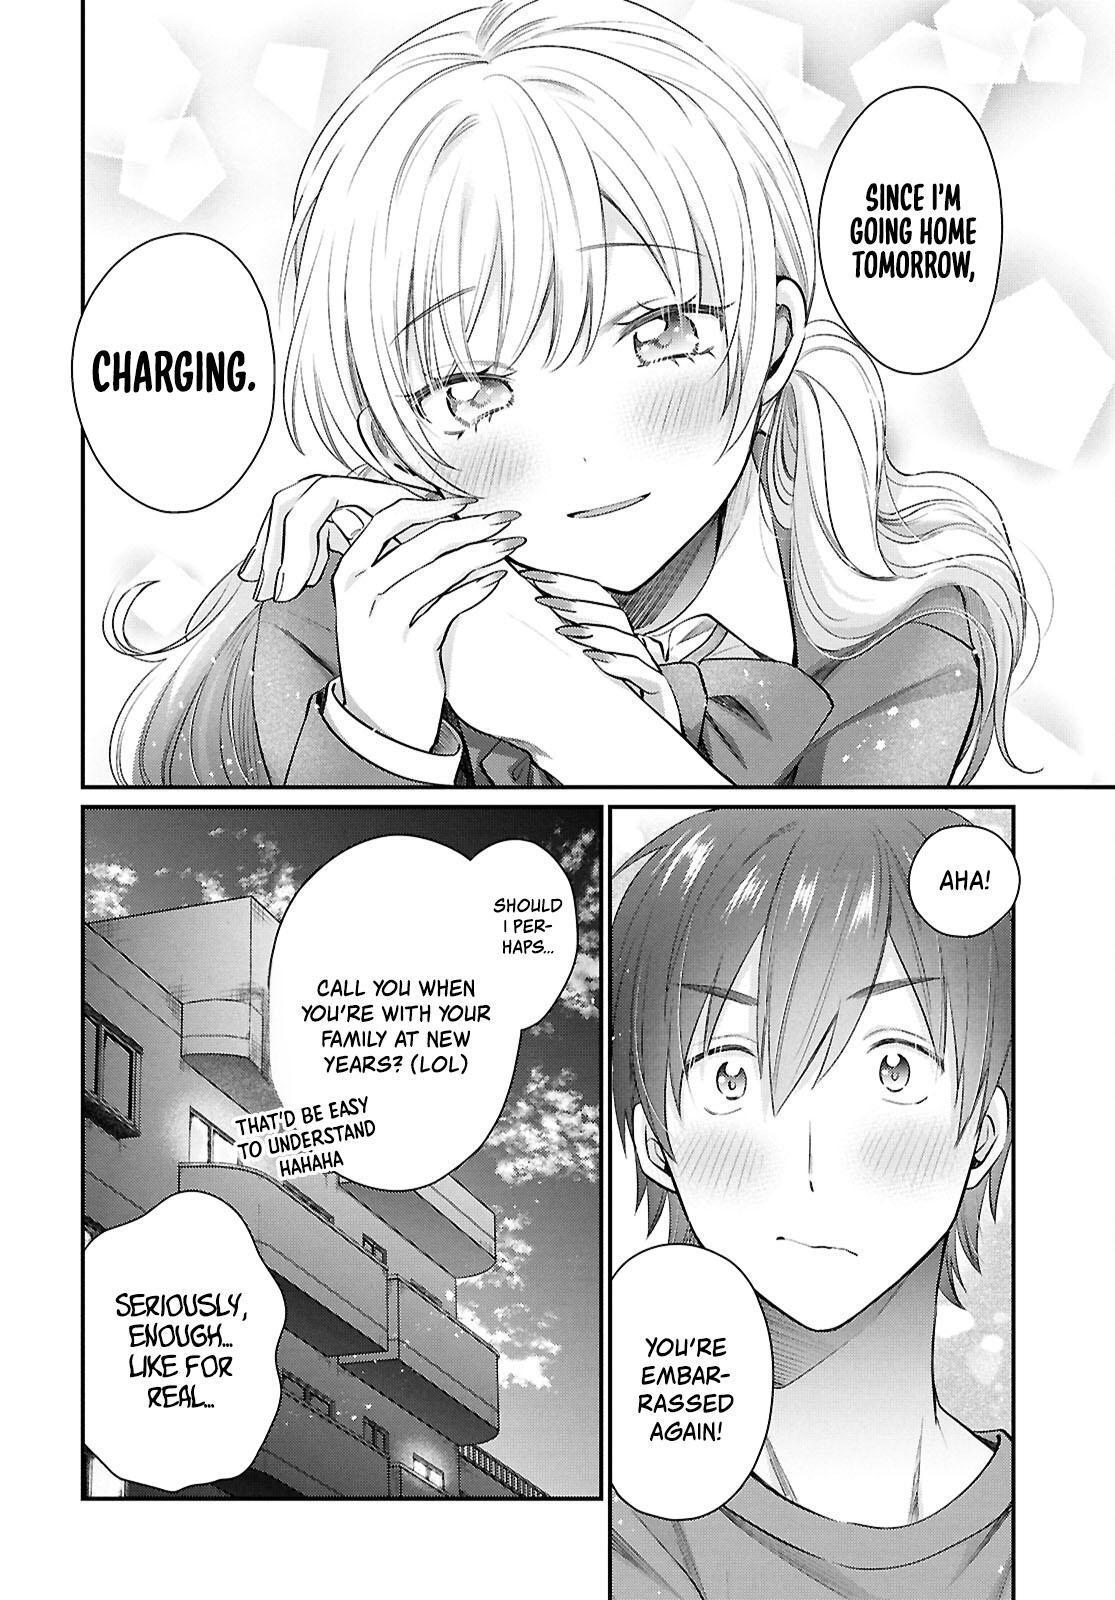 SINCE I'M
GOING HOME
TOMORROW,
CHARGING.
AHA!
YOU'RE
EMBAR-
RASSED
AGAIN!
SHOULD
I PER-
HAPS...
CALL YOU WHEN
YOU'RE WITH YOUR
FAMILY AT NEW
YEARS? (LOL)
THAT'D BE EASY
TO UNDERSTAND
HAHAHA
SERIOUSLY,
ENOUGH...
LIKE FOR
REAL...